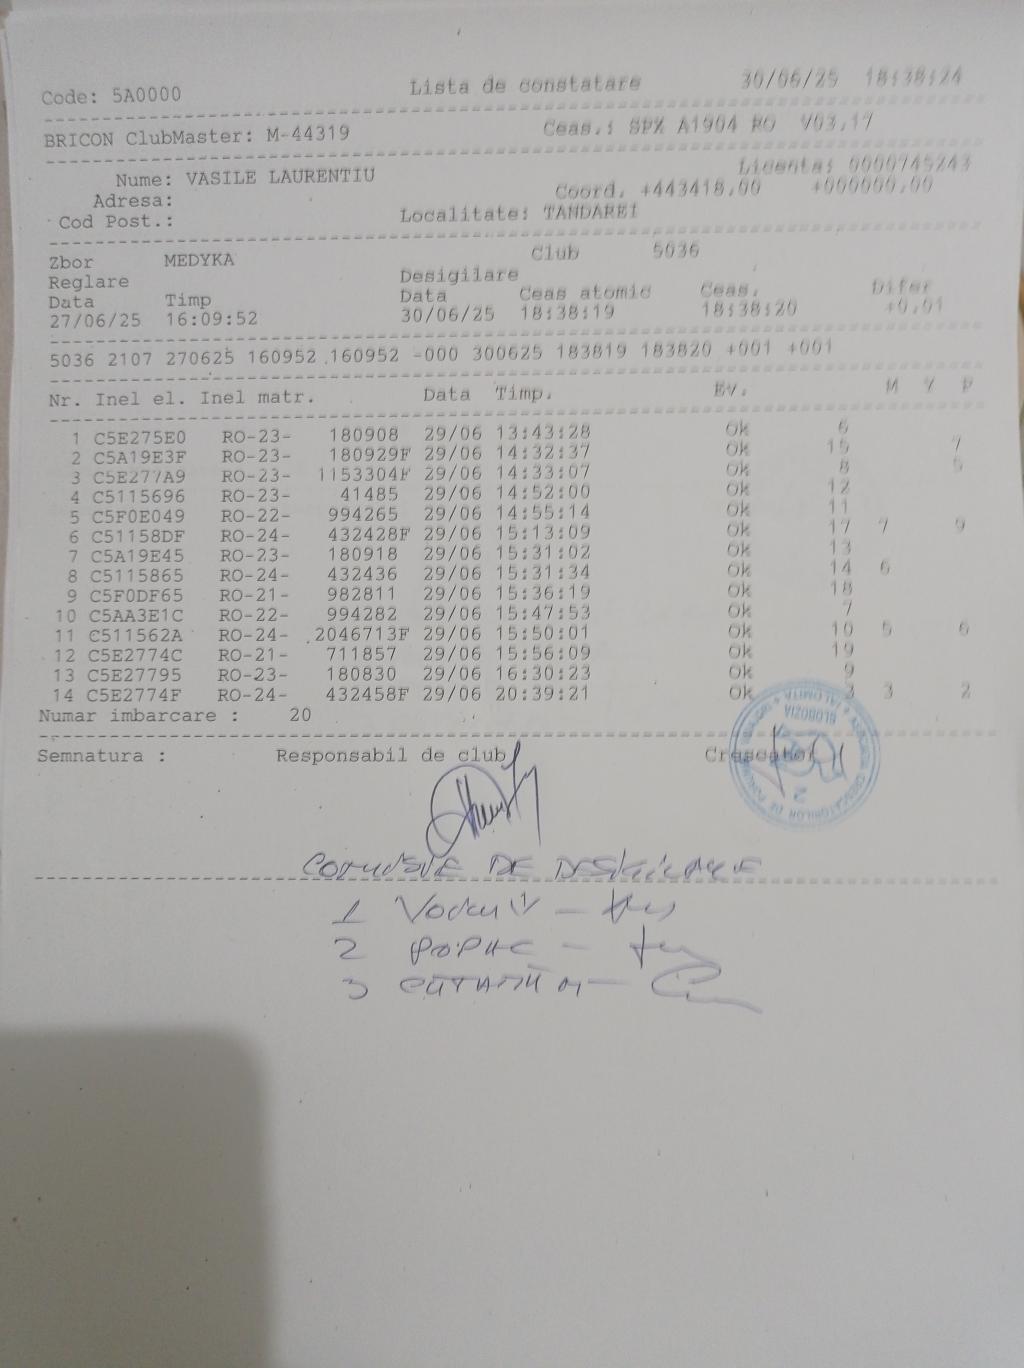 Code: 5A0000 Lista de constatare 30/06/25 18:38:24
BRICON ClubMaster: M-44319 Ceas.: SPX A1904 RO V03,17
Nume: VASILE LAURENTIU Licenta: 0000745243
Adresa: Coord. +443418,00 +000000,00
Cod Post.: Localitate: TANDAREI
Zbor MEDYKA Club 5036
Reglare Desigilare
Data Timp Data Ceas atomic Ceas. Difer
27/06/25 16:09:52 30/06/25 18:38:19 18:38:20 +0,01
5036 2107 270625 160952 160952 -000 300625 183819 183820 +001 +001
Nr. Inel el. Inel matr. Data Timp. Ev. M Y P
1 C5E275E0 RO-23- 180908 29/06 13:43:28 Ok 6
2 C5A19E3F RO-23- 180929F 29/06 14:32:37 Ok 15 7
3 C5E277A9 RO-23- 1153304F 29/06 14:33:07 Ok 8 5
4 C5115696 RO-23- 41485 29/06 14:52:00 Ok 12
5 C5F0E049 RO-22- 994265 29/06 14:55:14 Ok 11
6 C51158DF RO-24- 432428F 29/06 15:13:09 Ok 17 7 9
7 C5A19E45 RO-23- 180918 29/06 15:31:02 Ok 13
8 C5115865 RO-24- 432436 29/06 15:31:34 Ok 14 6
9 C5F0DF65 RO-21- 982811 29/06 15:36:19 Ok 18
10 C5AA3E1C RO-22- 994282 29/06 15:47:53 Ok 7
11 C511562A RO-24- 2046713F 29/06 15:50:01 Ok 10 5 6
12 C5E2774C RO-21- 711857 29/06 15:56:09 Ok 19
13 C5E27795 RO-23- 180830 29/06 16:30:23 Ok 9
14 C5E2774F RO-24- 432458F 29/06 20:39:21 Ok 3 3 2
Numar imbarcare : 20
Semnatura : Responsabil de club Crescator
SLOBOZIA
2
DE DESIGILARE
1
2
3